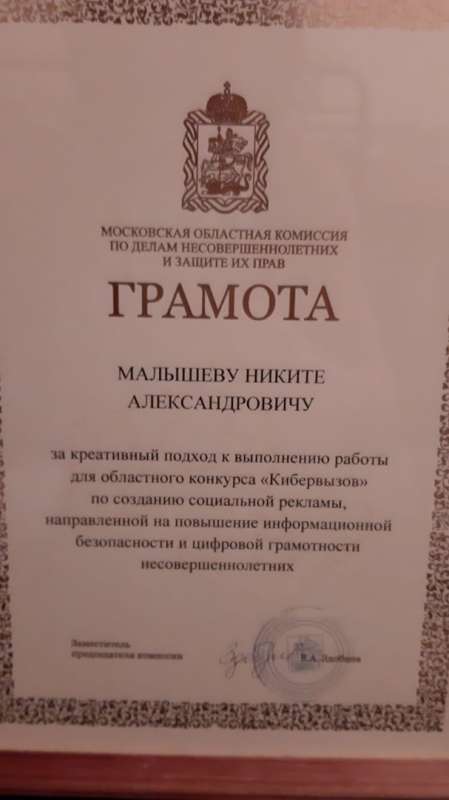 МОСКОВСКАЯ ОБЛАСТНАЯ КОМИССИЯ
ПО ДЕЛАМ НЕСОВЕРШЕННОЛЕТНИХ
И ЗАЩИТЕ ИХ ПРАВ
ГРАМОТА
МАЛЫШЕВУ НИКИТЕ
АЛЕКСАНДРОВИЧУ
за креативный подход к выполнению работы
для областного конкурса «Кибервызов»
по созданию социальной рекламы,
направленной на повышение информационной
безопасности и цифровой грамотности
несовершеннолетних
Заместитель
председателя комиссии